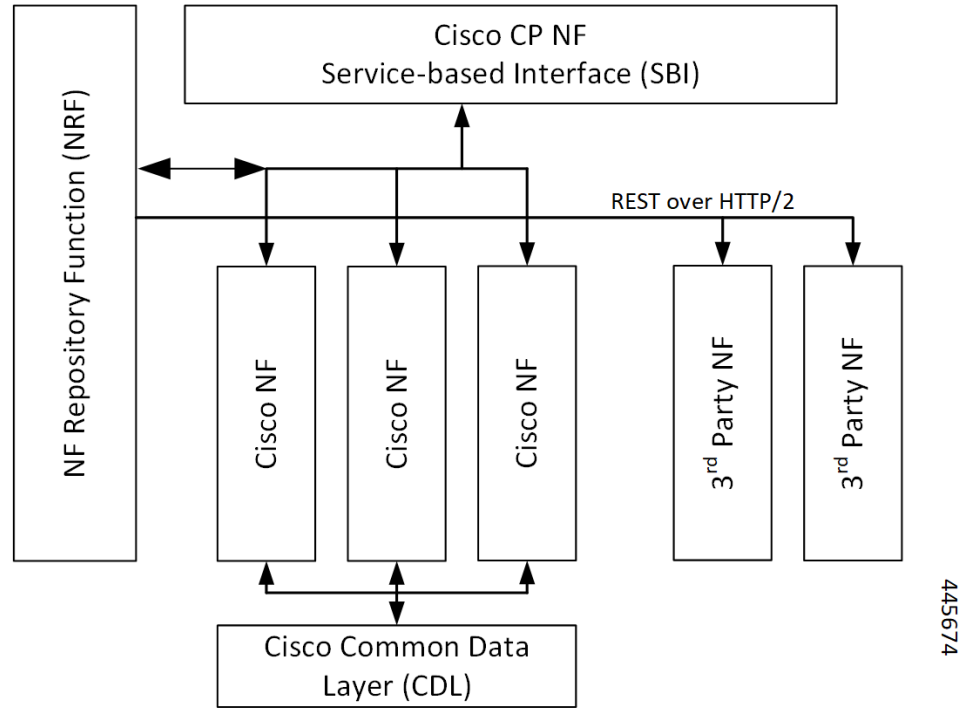 Cisco CP NF
Service-based Interface (SBI)
NF Repository Function (NRF)
REST over HTTP/2
Cisco NF
Cisco NF
Cisco NF
3rd Party NF
3rd Party NF
Cisco Common Data
Layer (CDL)
445674